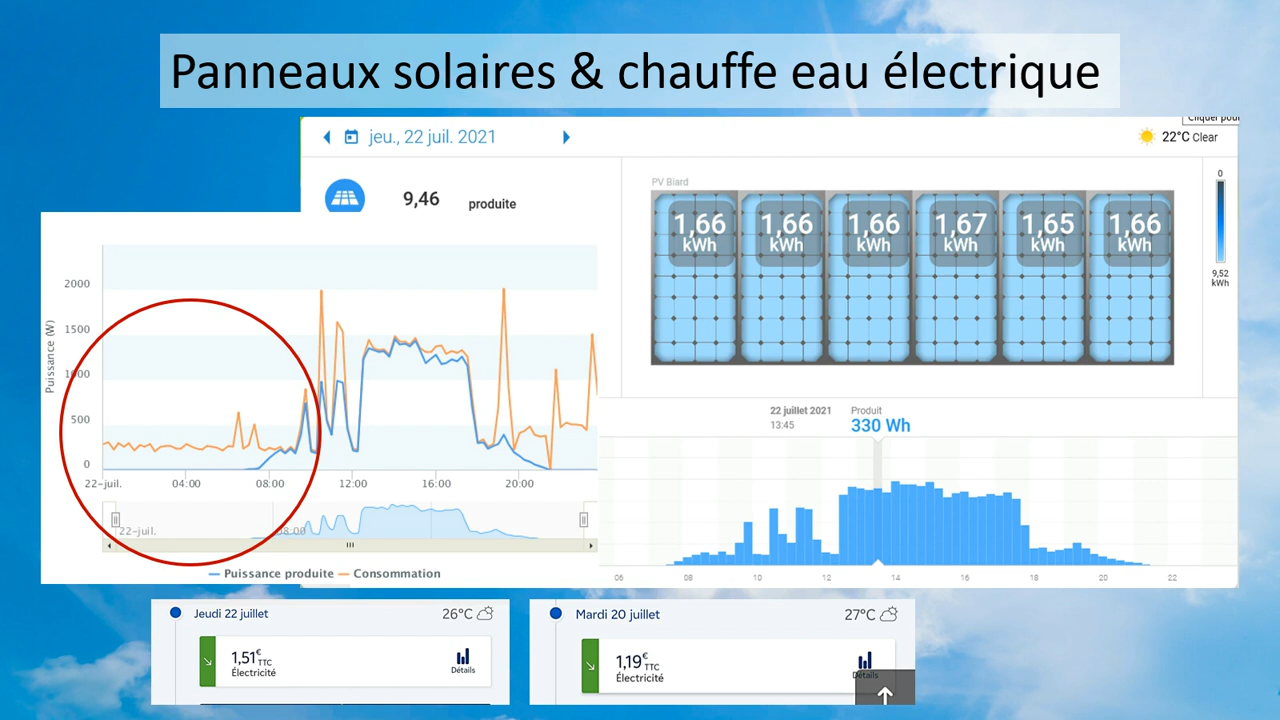 Panneaux solaires & chauffe eau électrique
jeu., 22 juil. 2021
22°C Clear
9,46 produite
PV Biard
1,66 kWh
1,66 kWh
1,66 kWh
1,67 kWh
1,65 kWh
1,66 kWh
0
9,52
kWh
Puissance (W)
2000
1500
1000
500
0
22-juil. 04:00 08:00 12:00 16:00 20:00
22-juil. 08:00
Puissance produite Consommation
22 juillet 2021
13:45
Produit
330 Wh
06 08 10 12 14 16 18 20 22
Jeudi 22 juillet 26°C
1,51€ TTC
Électricité
Détails
Mardi 20 juillet 27°C
1,19€ TTC
Électricité
Détails